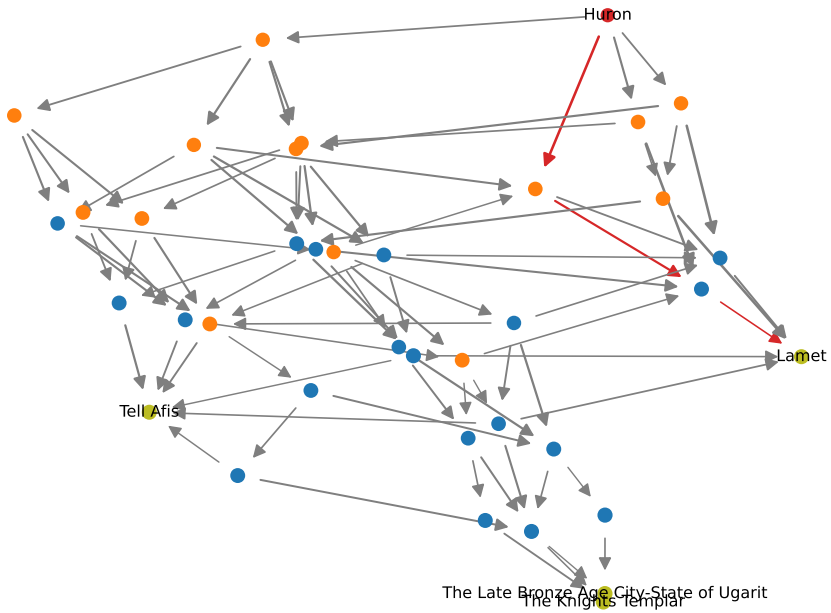 Huron
Lamet
Tell Afis
The Late Bronze Age City-State of Ugarit
The Knights Templar